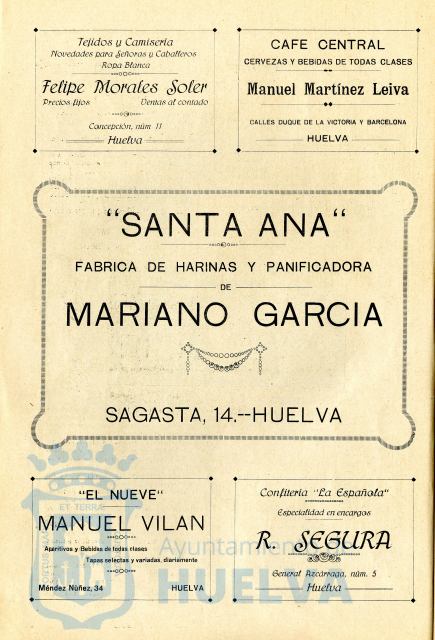 Tejidos y Camisería
Novedades para Señoras y Caballeros
Ropa Blanca
Felipe Morales Soler
Precios fijos Ventas al contado
Concepción, núm 11
Huelva
CAFE CENTRAL
CERVEZAS Y BEBIDAS DE TODAS CLASES
Manuel Martínez Leiva
CALLES DUQUE DE LA VICTORIA Y BARCELONA
HUELVA
"SANTA ANA"
FABRICA DE HARINAS Y PANIFICADORA
DE
MARIANO GARCIA
SAGASTA, 14.--HUELVA
"EL NUEVE"
MANUEL VILAN
Aperitivos y Bebidas de todas clases
Tapas selectas y variadas, diariamente
Méndez Núñez, 34 HUELVA
Confitería "La Española"
Especialidad en encargos
R. SEGURA
General Azcárraga, núm. 5
Huelva
ET TERRA
Ayuntamien
HUELVA